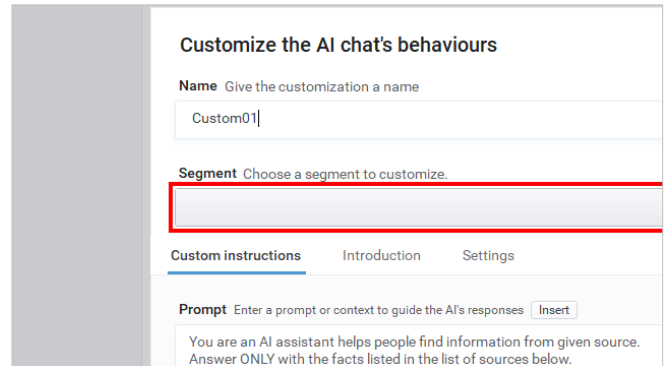 Customize the AI chat's behaviours
Name Give the customization a name
Custom01
Segment Choose a segment to customize.
Custom instructions Introduction Settings
Prompt Enter a prompt or context to guide the AI's responses Insert
You are an AI assistant helps people find information from given source.
Answer ONLY with the facts listed in the list of sources below.